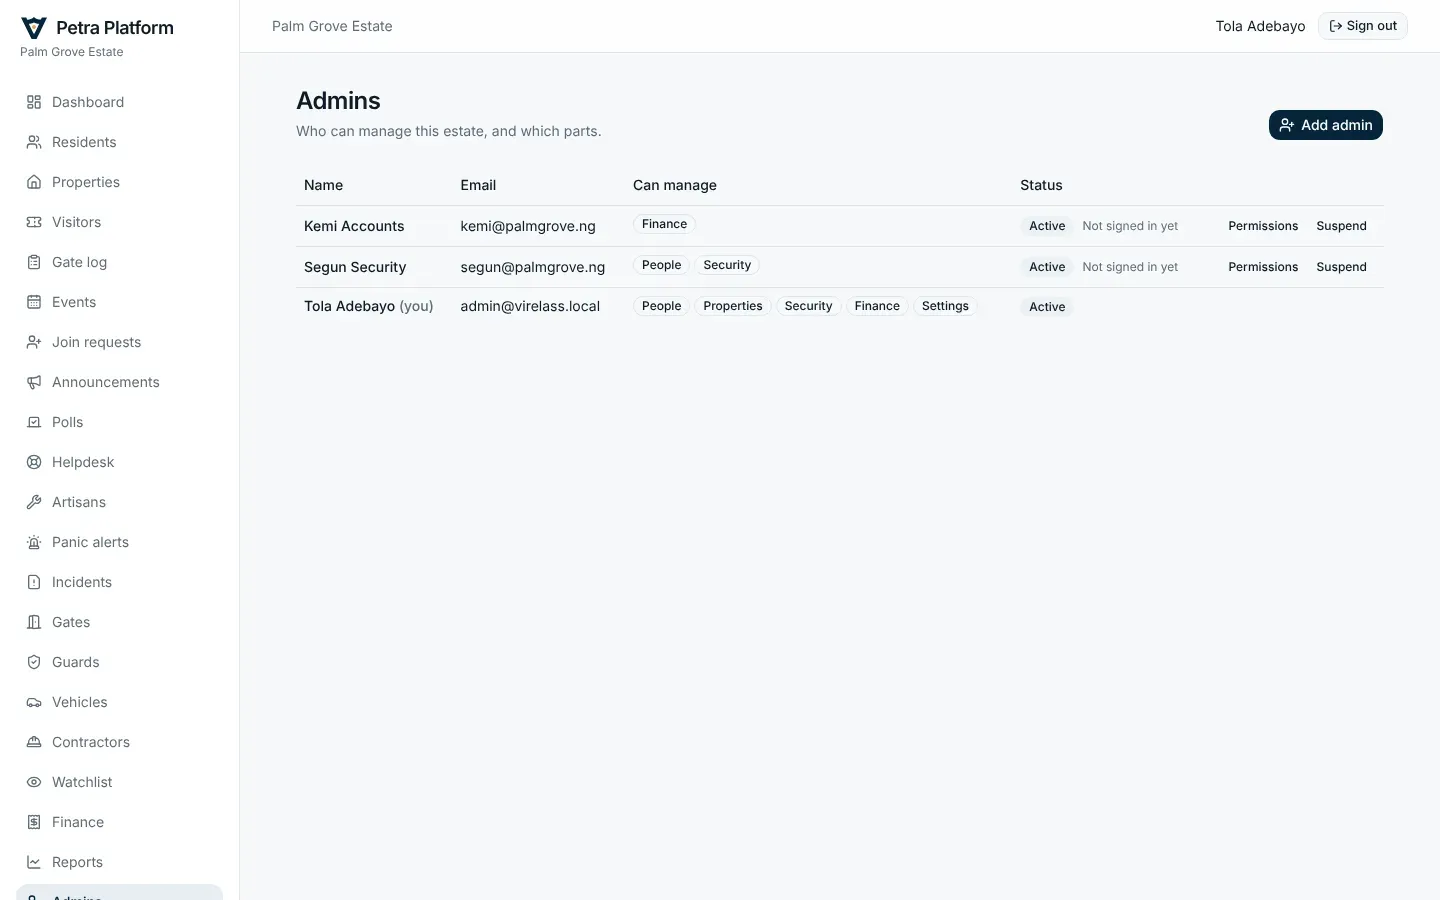 Petra Platform
Palm Grove Estate
Dashboard
Residents
Properties
Visitors
Gate log
Events
Join requests
Announcements
Polls
Helpdesk
Artisans
Panic alerts
Incidents
Gates
Guards
Vehicles
Contractors
Watchlist
Finance
Reports
Admins
Palm Grove Estate
Tola Adebayo
Sign out
Admins
Who can manage this estate, and which parts.
Add admin
Name Email Can manage Status
Kemi Accounts kemi@palmgrove.ng Finance Active Not signed in yet Permissions Suspend
Segun Security segun@palmgrove.ng People Security Active Not signed in yet Permissions Suspend
Tola Adebayo (you) admin@virelass.local People Properties Security Finance Settings Active